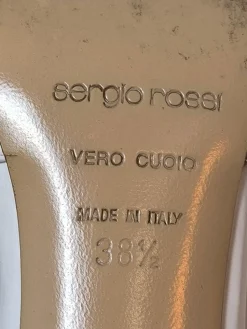 sergio rossi
VERO CUOIO
MADE IN ITALY
38½